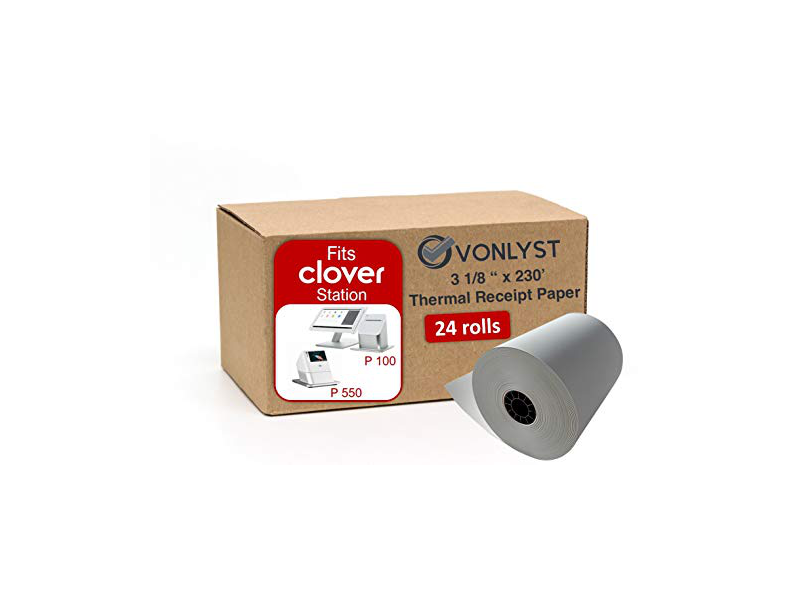 Fits
clover
Station
P 100
P 550
VONLYST
3 1/8 “ x 230’
Thermal Receipt Paper
24 rolls